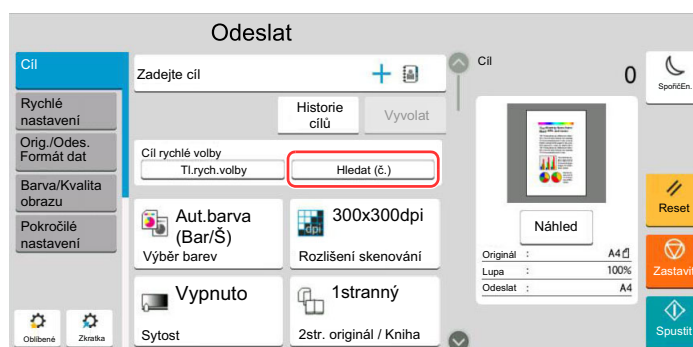 Odeslat
Cíl
Rychlé
nastavení
Orig./Odes.
Formát dat
Barva/Kvalita
obrazu
Pokročilé
nastavení
Oblíbené
Zkratka
Zadejte cíl
Historie
cílů
Vyvolat
Cíl rychlé volby
Tl.rych.volby
Hledat (č.)
Aut.barva
(Bar/Š)
Výběr barev
300x300dpi
dpi
Rozlišení skenování
Vypnuto
Sytost
1stranný
2str. originál / Kniha
Cíl
0
Náhled
Originál : A4
Lupa : 100%
Odeslat : A4
SpořičEn.
Reset
Zastavit
Spustit